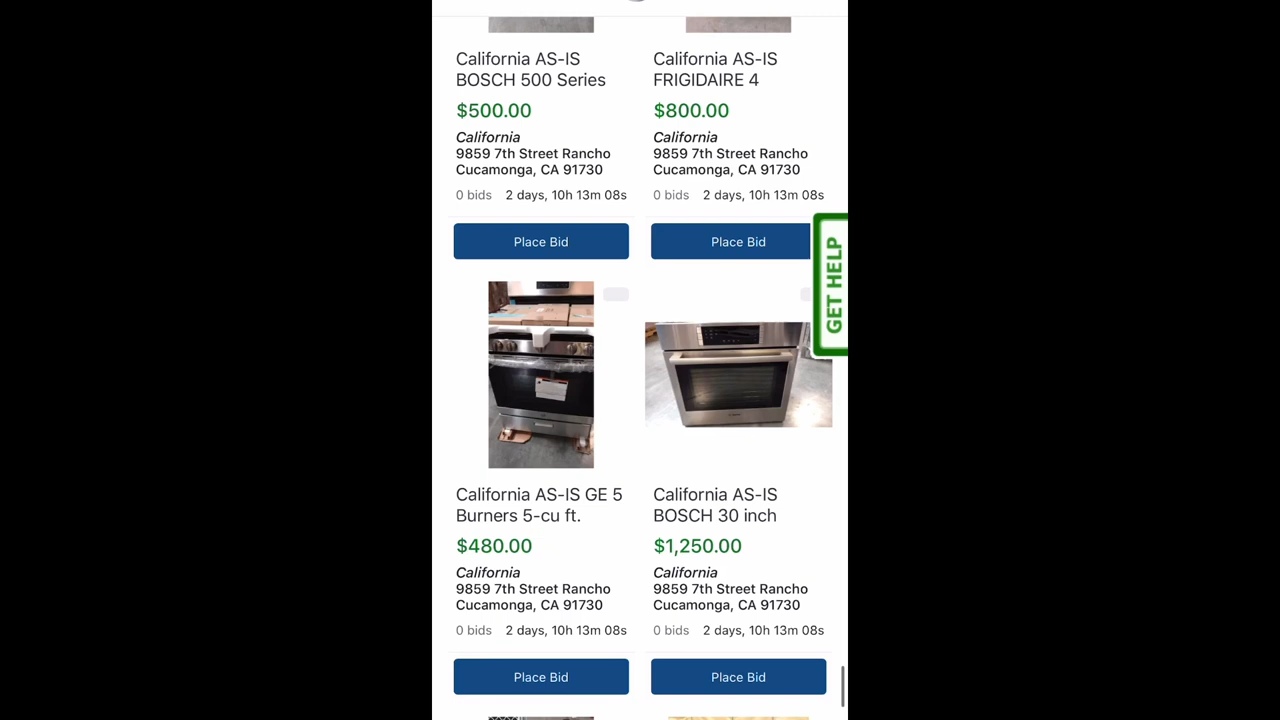 California AS-IS
BOSCH 500 Series
$500.00
California
9859 7th Street Rancho
Cucamonga, CA 91730
0 bids 2 days, 10h 13m 08s
Place Bid
California AS-IS
FRIGIDAIRE 4
$800.00
California
9859 7th Street Rancho
Cucamonga, CA 91730
0 bids 2 days, 10h 13m 08s
Place Bid
GET HELP
California AS-IS GE 5
Burners 5-cu ft.
$480.00
California
9859 7th Street Rancho
Cucamonga, CA 91730
0 bids 2 days, 10h 13m 08s
Place Bid
California AS-IS
BOSCH 30 inch
$1,250.00
California
9859 7th Street Rancho
Cucamonga, CA 91730
0 bids 2 days, 10h 13m 08s
Place Bid